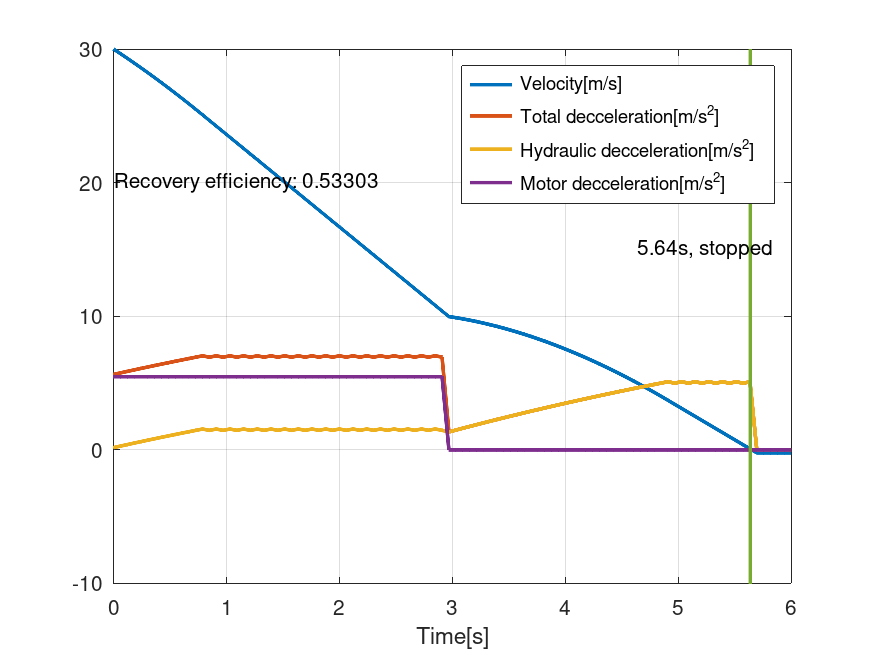 30
20
10
0
-10
0
1
2
3
4
5
6
Time[s]
Velocity[m/s]
Total decceleration[m/s²]
Hydraulic decceleration[m/s²]
Motor decceleration[m/s²]
Recovery efficiency: 0.53303
5.64s, stopped